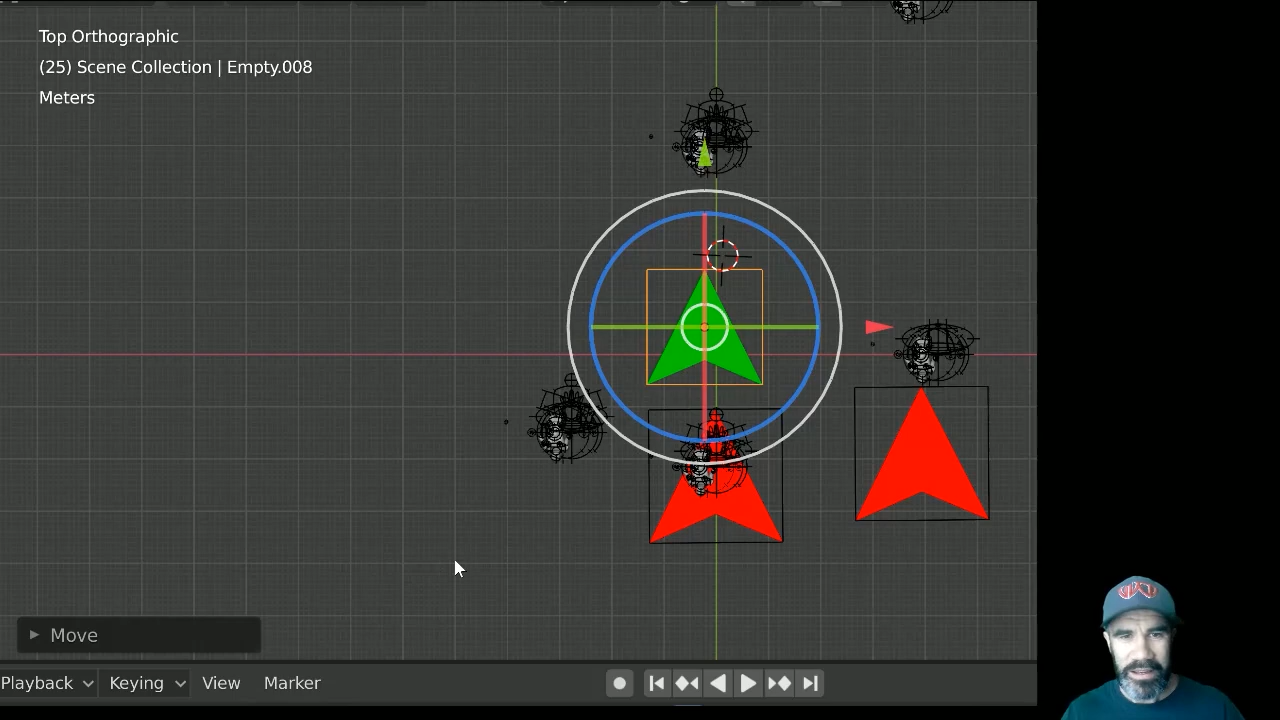 Top Orthographic
(25) Scene Collection | Empty.008
Meters
Move
Playback Keying View Marker